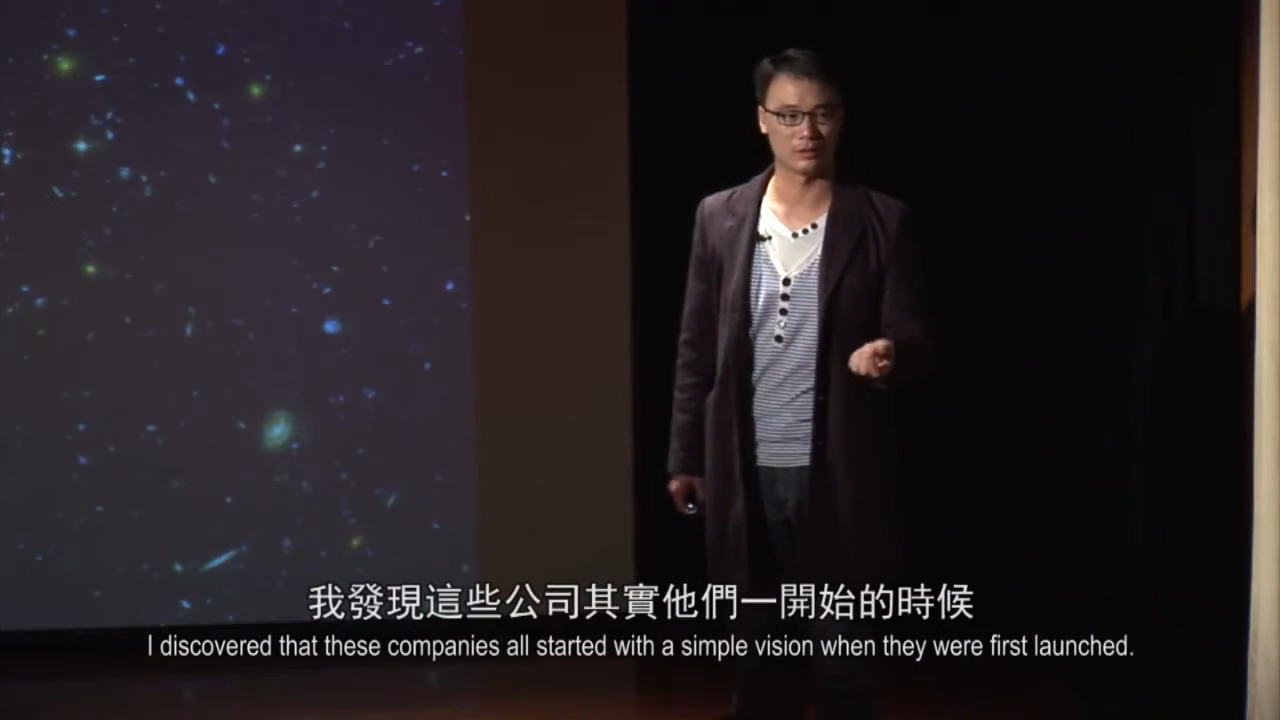 我發現這些公司其實他們一開始的時候
I discovered that these companies all started with a simple vision when they were first launched.